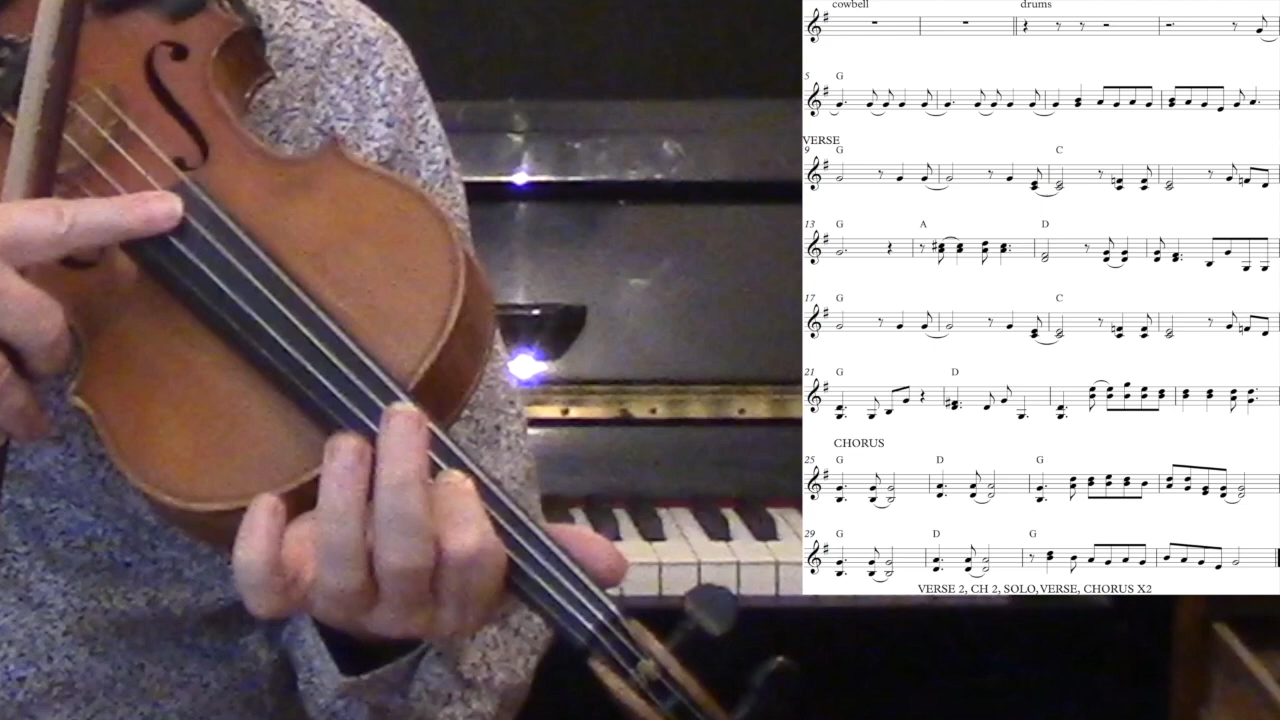 cowbell drums
5 G
VERSE
9 G C
13 G A D
17 G C
21 G D
CHORUS
25 G D G
29 G D G
VERSE 2, CH 2, SOLO, VERSE, CHORUS X2